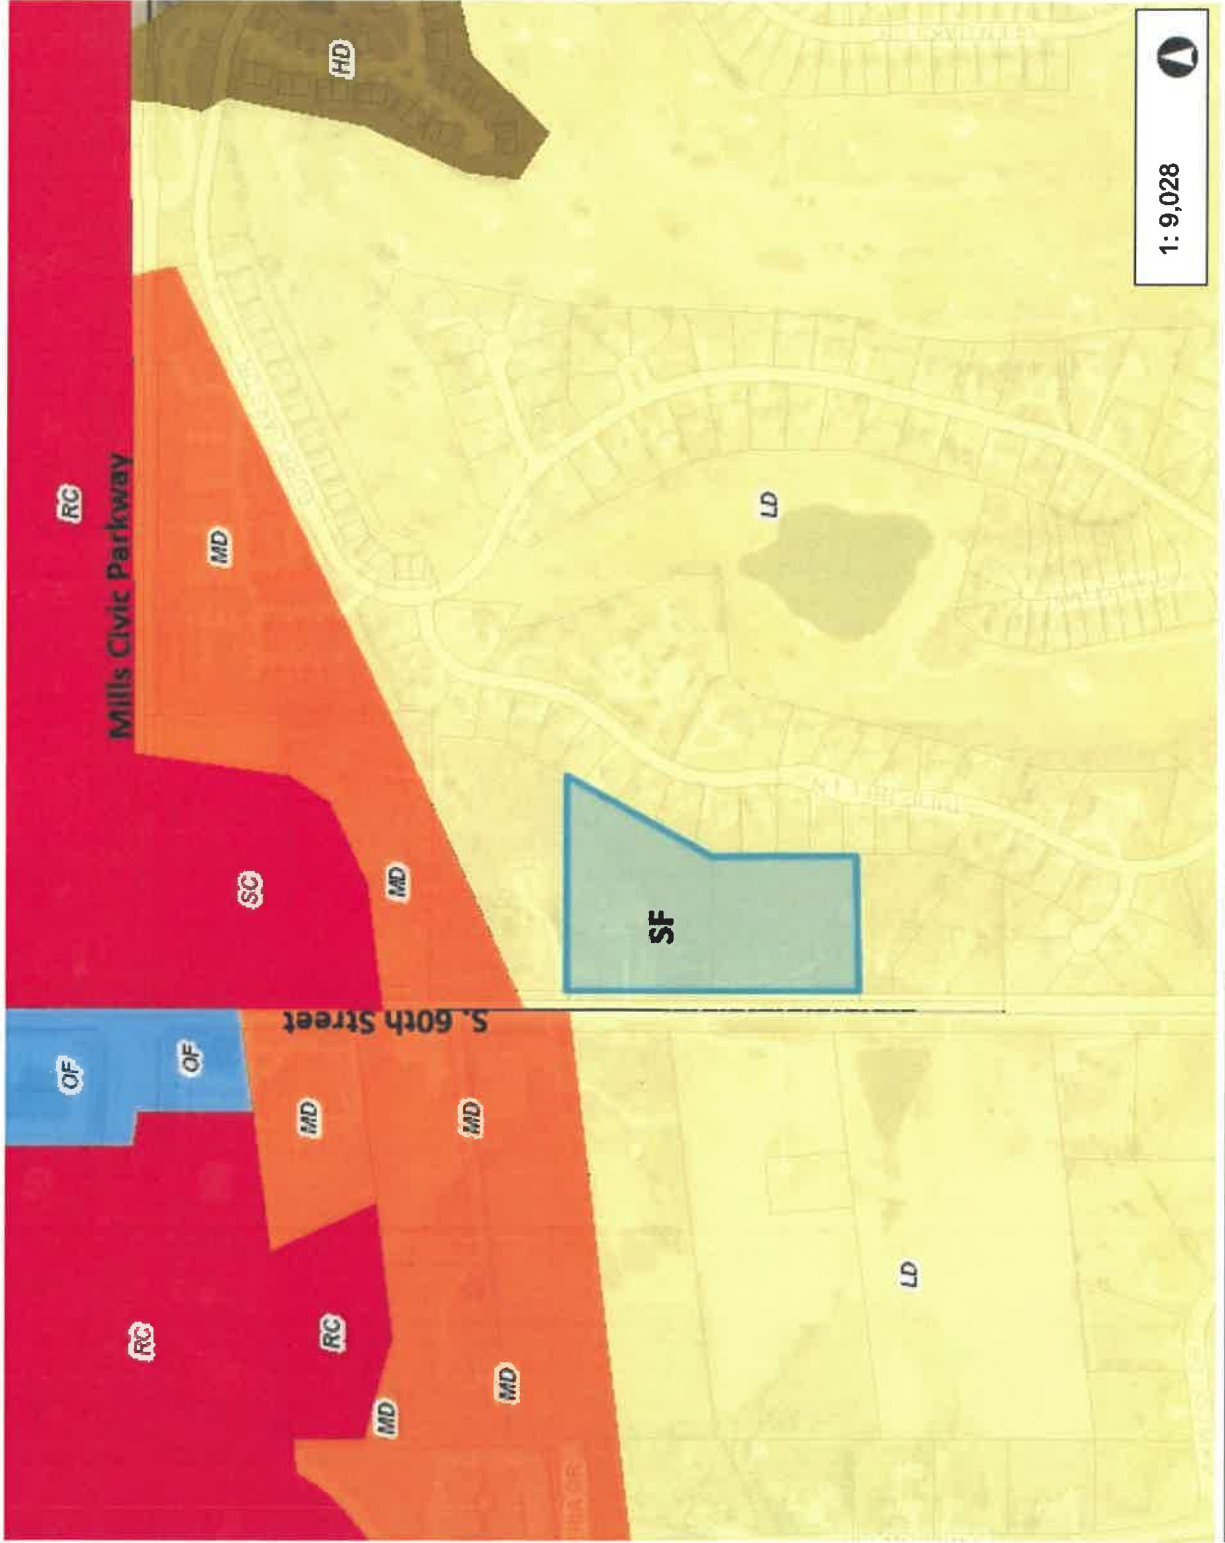 OF
RC
Mills Civic Parkway
RC
OF
MD
SC
MD
RC
HD
MD
S. 60th Street
MD
MD
MD
SF
LD
LD
1: 9,028